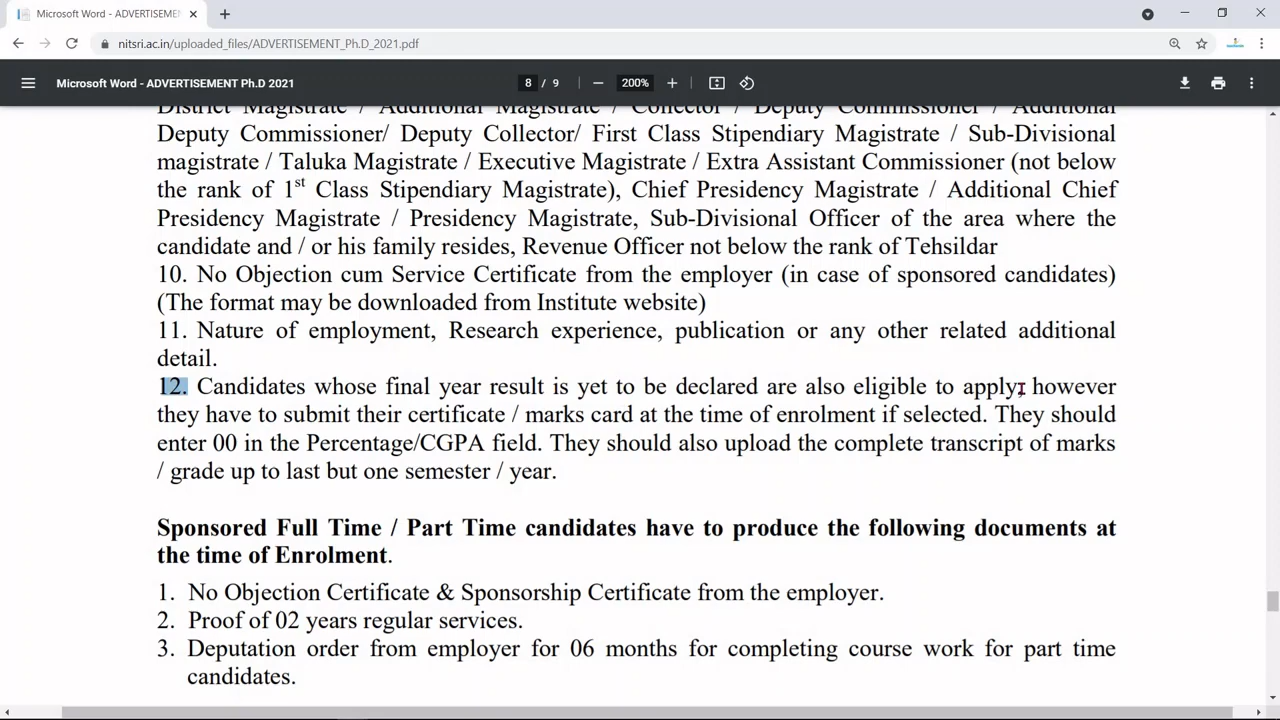 Microsoft Word - ADVERTISEMEN
nitsri.ac.in/uploaded_files/ADVERTISEMENT_Ph.D_2021.pdf
Microsoft Word - ADVERTISEMENT Ph.D 2021
8 / 9
200%
District Magistrate / Additional Magistrate / Collector / Deputy Commissioner / Additional
Deputy Commissioner/ Deputy Collector/ First Class Stipendiary Magistrate / Sub-Divisional
magistrate / Taluka Magistrate / Executive Magistrate / Extra Assistant Commissioner (not below
the rank of 1st Class Stipendiary Magistrate), Chief Presidency Magistrate / Additional Chief
Presidency Magistrate / Presidency Magistrate, Sub-Divisional Officer of the area where the
candidate and / or his family resides, Revenue Officer not below the rank of Tehsildar
10. No Objection cum Service Certificate from the employer (in case of sponsored candidates)
(The format may be downloaded from Institute website)
11. Nature of employment, Research experience, publication or any other related additional
detail.
12. Candidates whose final year result is yet to be declared are also eligible to apply; however
they have to submit their certificate / marks card at the time of enrolment if selected. They should
enter 00 in the Percentage/CGPA field. They should also upload the complete transcript of marks
/ grade up to last but one semester / year.
Sponsored Full Time / Part Time candidates have to produce the following documents at
the time of Enrolment.
1. No Objection Certificate & Sponsorship Certificate from the employer.
2. Proof of 02 years regular services.
3. Deputation order from employer for 06 months for completing course work for part time
candidates.